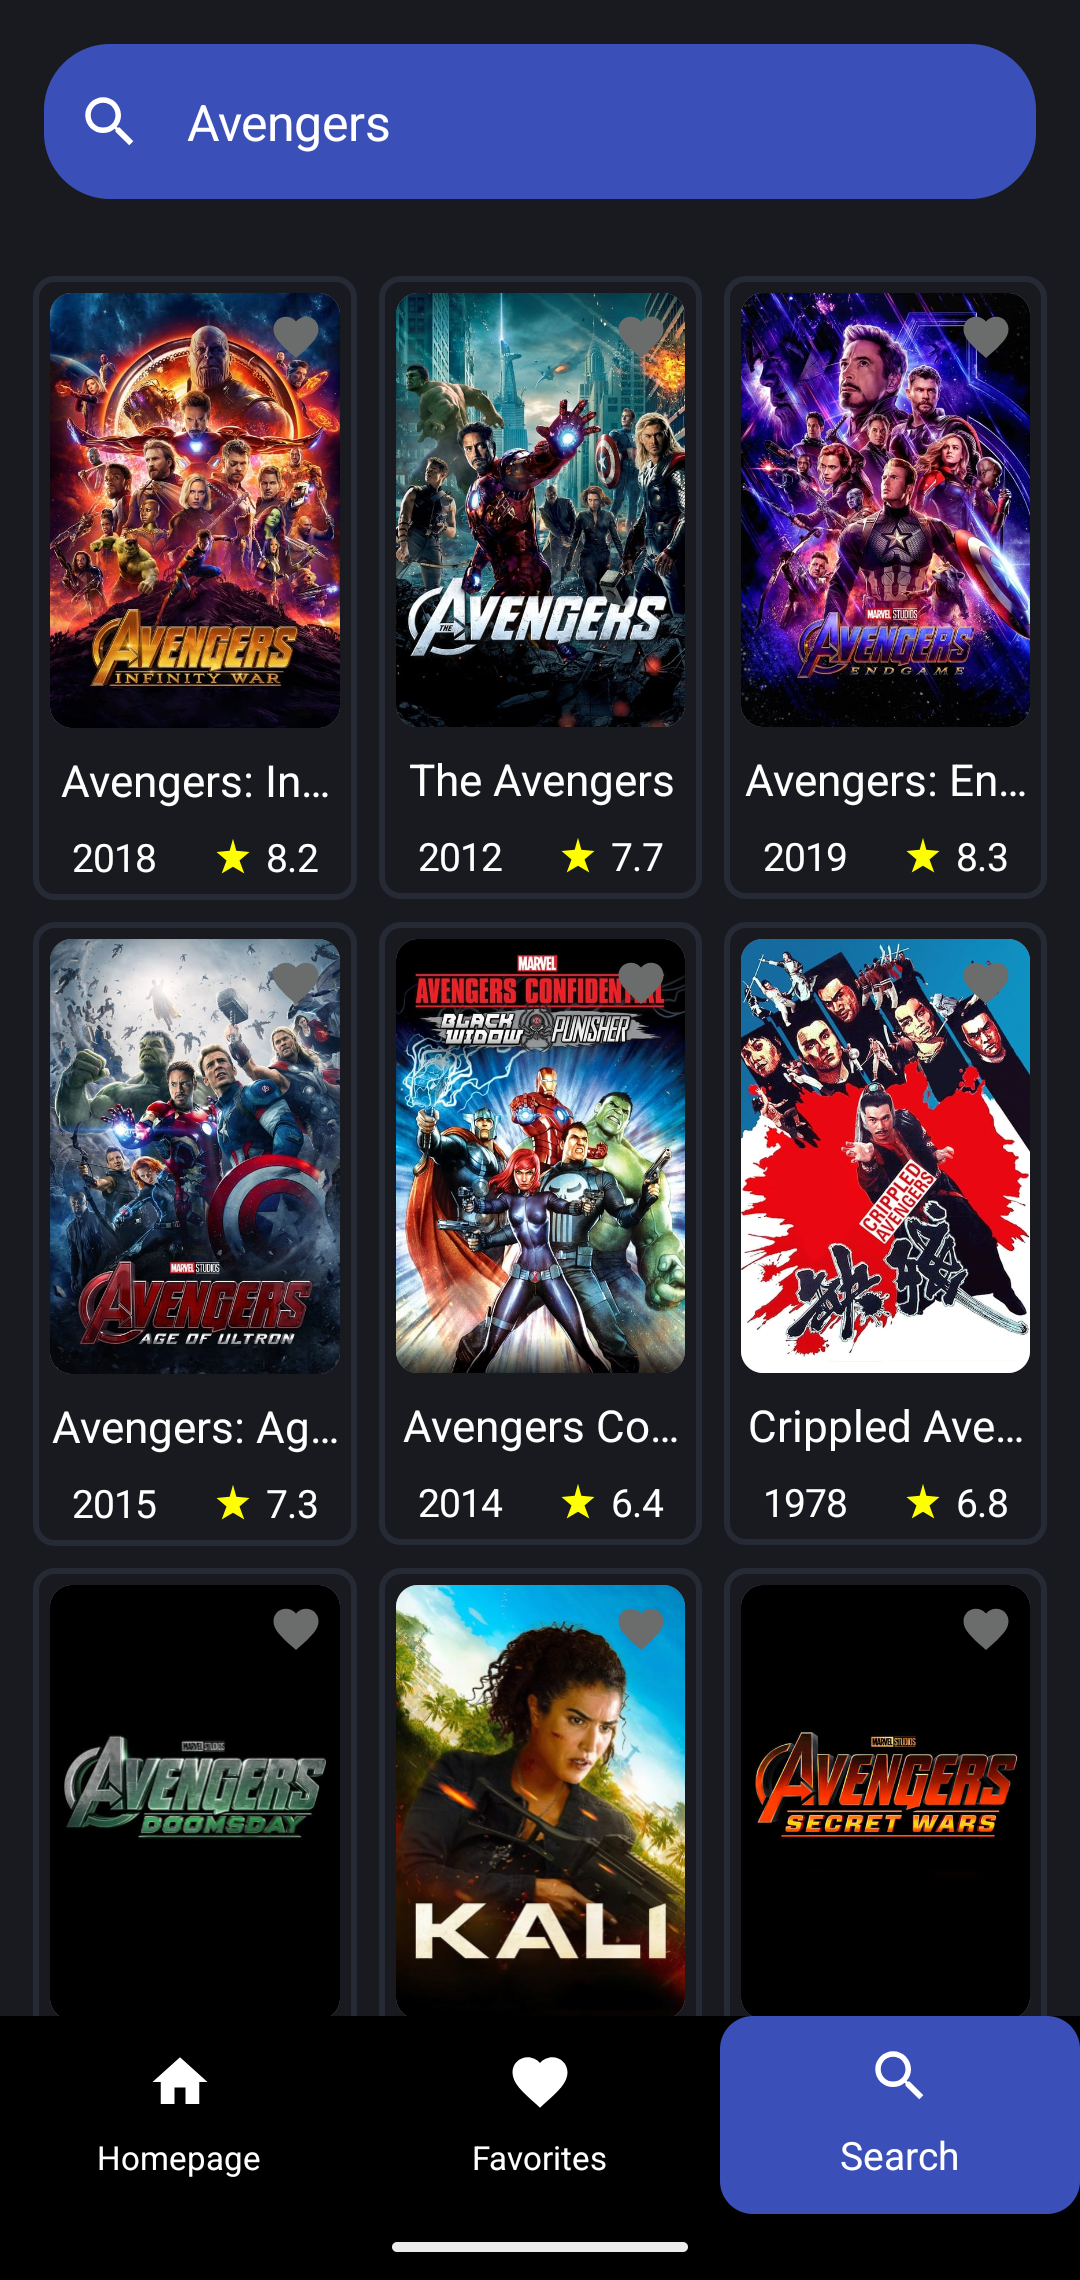 Avengers
AVENGERS
INFINITY WAR
Avengers: In...
2018 8.2
THE AVENGERS
The Avengers
2012 7.7
MARVEL STUDIOS
AVENGERS
ENDGAME
Avengers: En...
2019 8.3
MARVEL STUDIOS
AVENGERS
AGE OF ULTRON
Avengers: Ag...
2015 7.3
MARVEL
AVENGERS CONFIDENTIAL
BLACK WIDOW PUNISHER
Avengers Co...
2014 6.4
CRIPPLED
AVENGERS
Crippled Ave...
1978 6.8
MARVEL STUDIOS
AVENGERS
DOOMSDAY
KALI
MARVEL STUDIOS
AVENGERS
SECRET WARS
Homepage
Favorites
Search